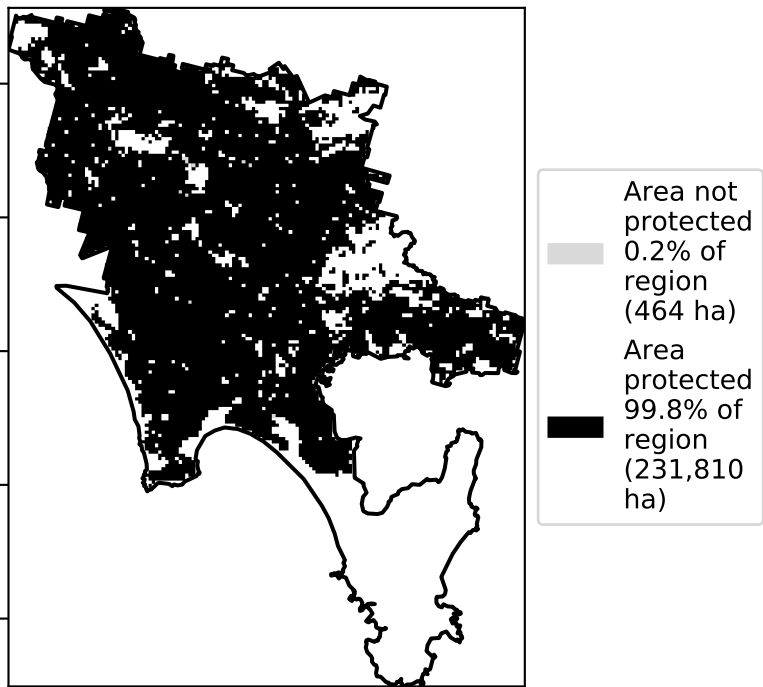 Area not
protected
0.2% of
region
(464 ha)
Area
protected
99.8% of
region
(231,810
ha)